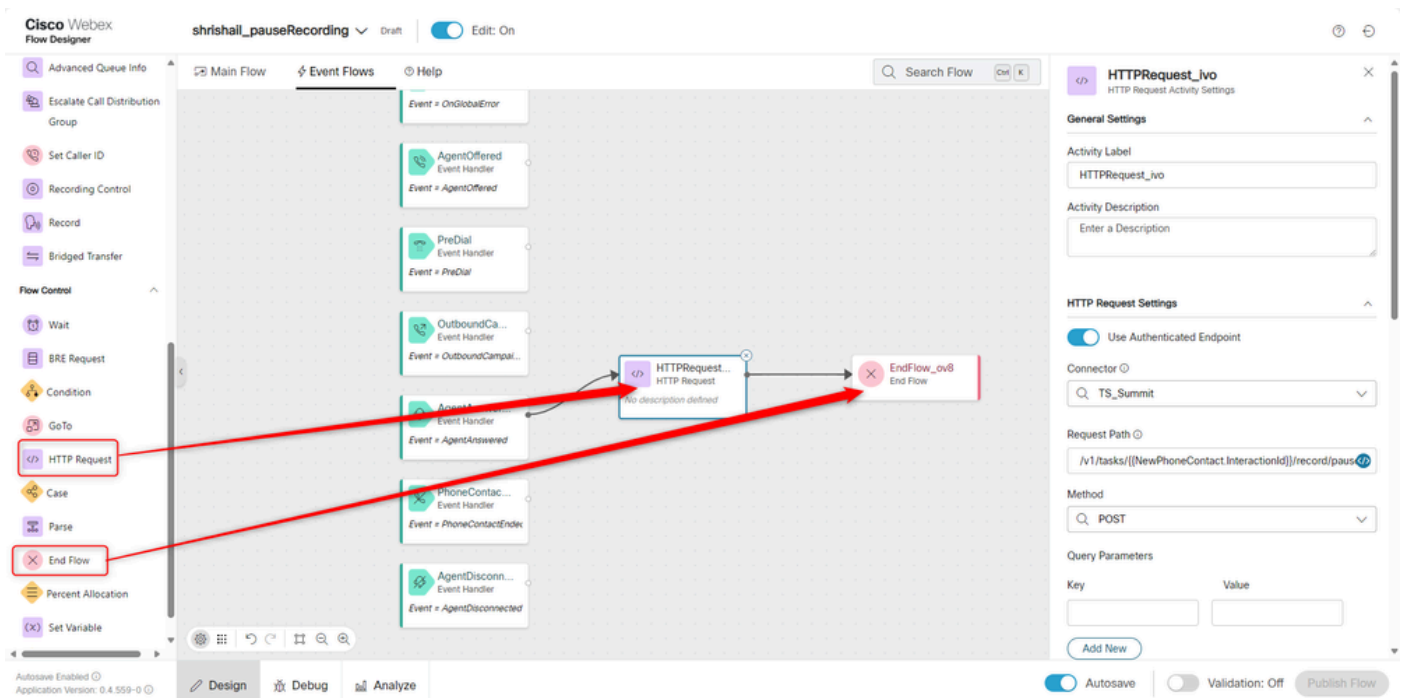 Cisco Webex
Flow Designer
shrishail_pauseRecording
Draft
Edit: On
Advanced Queue Info
Escalate Call Distribution
Group
Set Caller ID
Recording Control
Record
Bridged Transfer
Flow Control
Wait
BRE Request
Condition
GoTo
HTTP Request
Case
Parse
End Flow
Percent Allocation
(x) Set Variable
Autosave Enabled
Application Version: 0.4.559-0
Main Flow
Event Flows
Help
Search Flow
Ctrl K
Event = OnGlobalError
AgentOffered
Event Handler
Event = AgentOffered
PreDial
Event Handler
Event = PreDial
OutboundCa...
Event Handler
Event = OutboundCampai...
Event Handler
Event = AgentAnswered
PhoneContac...
Event Handler
Event = PhoneContactEnded
AgentDisconn...
Event Handler
Event = AgentDisconnected
HTTPRequest...
HTTP Request
No description defined
EndFlow_ov8
End Flow
Design
Debug
Analyze
HTTPRequest_ivo
HTTP Request Activity Settings
General Settings
Activity Label
HTTPRequest_ivo
Activity Description
Enter a Description
HTTP Request Settings
Use Authenticated Endpoint
Connector
TS_Summit
Request Path
/v1/tasks/{{NewPhoneContact.InteractionId}}/record/paus
Method
POST
Query Parameters
Key Value
Add New
Autosave
Validation: Off
Publish Flow